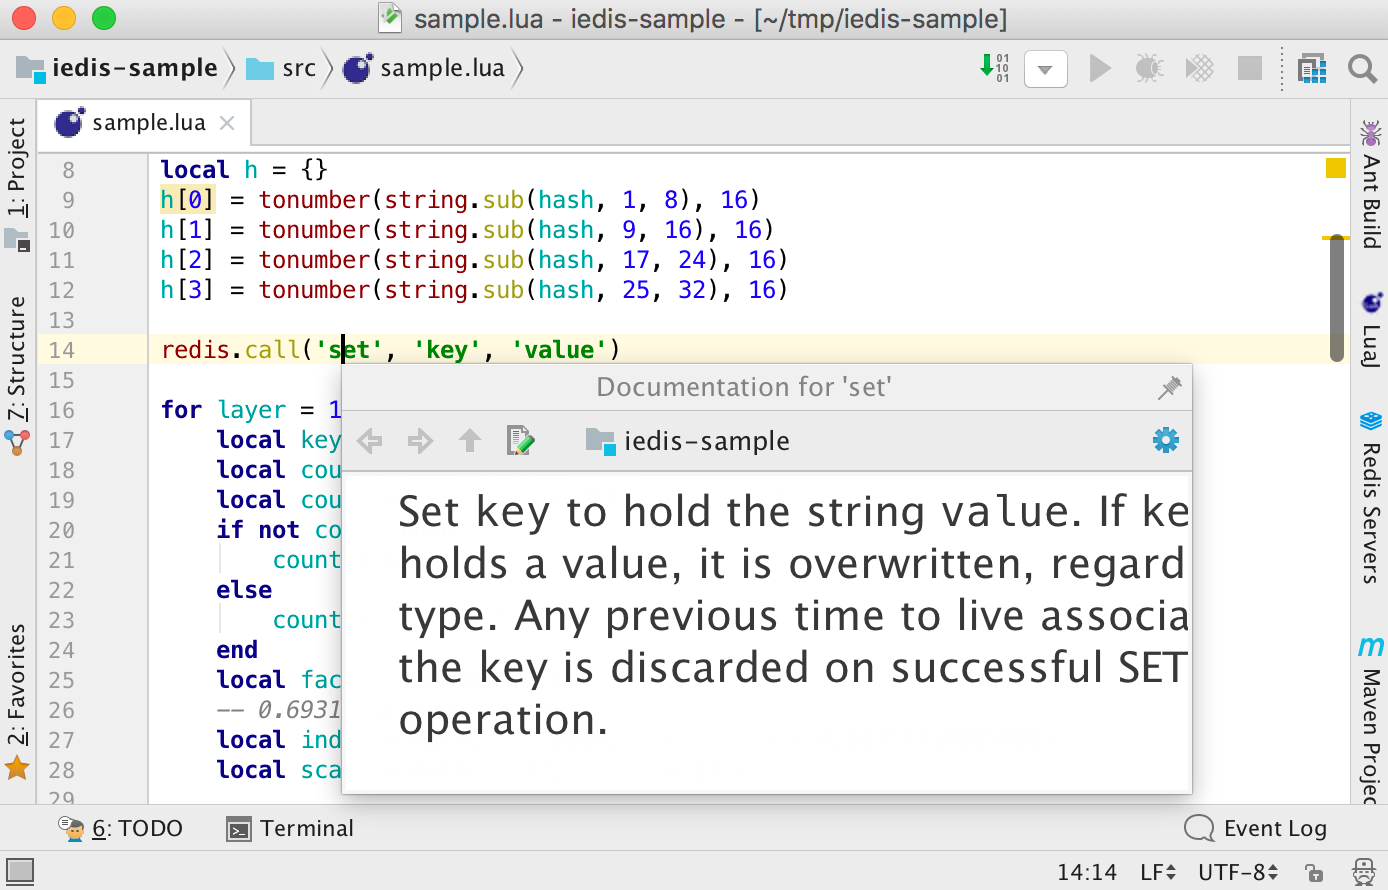 sample.lua - iedis-sample - [~/tmp/iedis-sample]
iedis-sample src sample.lua
01
10
01
sample.lua
1: Project
7: Structure
2: Favorites
8 local h = {}
9 h[0] = tonumber(string.sub(hash, 1, 8), 16)
10 h[1] = tonumber(string.sub(hash, 9, 16), 16)
11 h[2] = tonumber(string.sub(hash, 17, 24), 16)
12 h[3] = tonumber(string.sub(hash, 25, 32), 16)
13
14 redis.call('set', 'key', 'value')
15
16 for layer = 1
17 local key
18 local cou
19 local cou
20 if not co
21 count
22 else
23 count
24 end
25 local fac
26 -- 0.6931
27 local ind
28 local sca
29
Documentation for 'set'
iedis-sample
Set key to hold the string value. If ke
holds a value, it is overwritten, regard
type. Any previous time to live associa
the key is discarded on successful SET
operation.
Ant Build
LuaJ
Redis Servers
m
Maven Projec
6: TODO Terminal Event Log
14:14 LF UTF-8